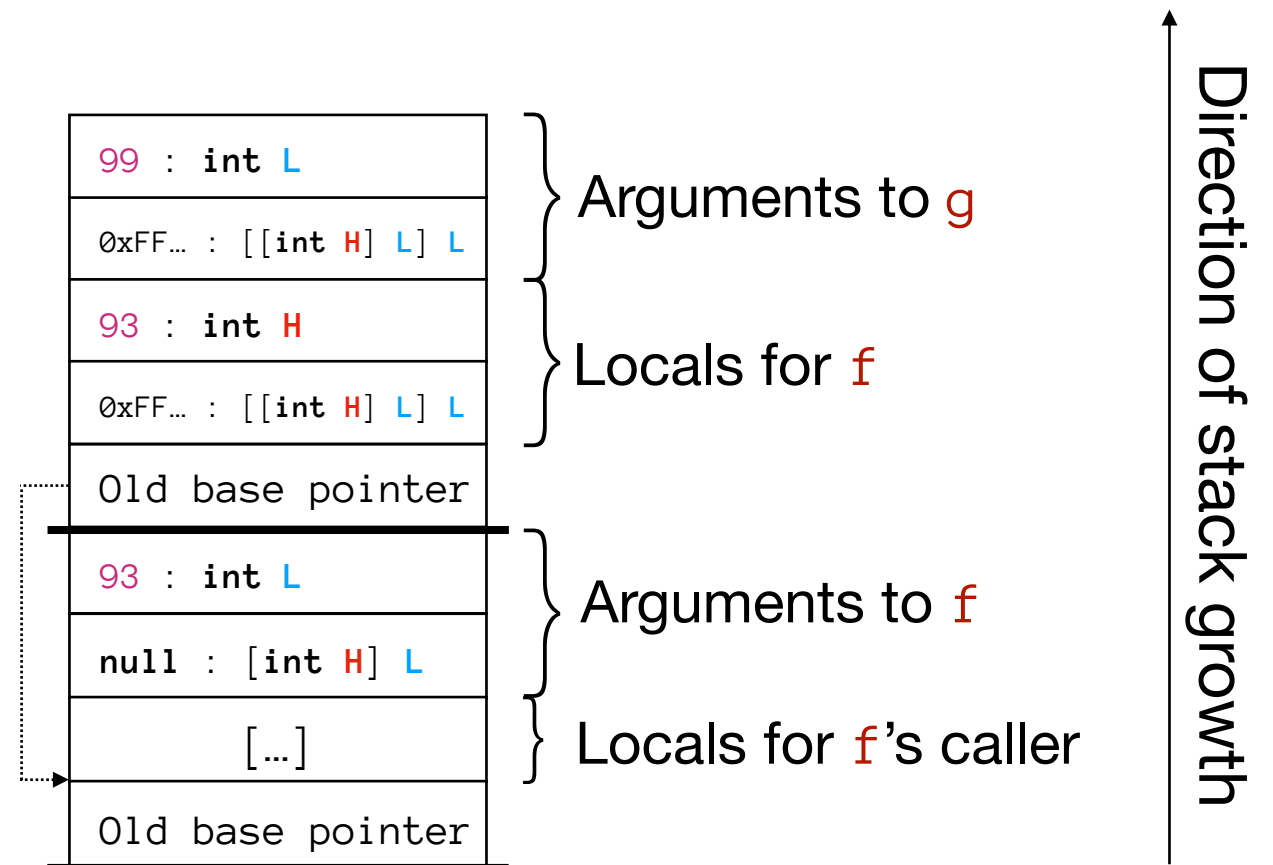 99 : int L
0xFF… : [[int H] L] L
Arguments to g
93 : int H
0xFF… : [[int H] L] L
Locals for f
Old base pointer
93 : int L
null : [int H] L
Arguments to f
[…]
Locals for f’s caller
Old base pointer
Direction of stack growth